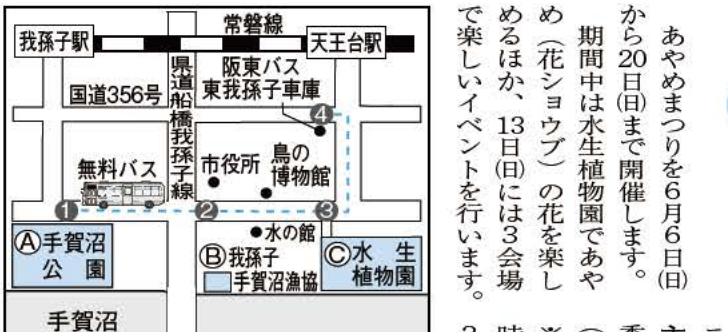 あやめまつりを6月6日(日)
から20日(日)まで開催します。
期間中は水生植物園であや
め（花ショウブ）の花を楽し
めるほか、13日(日)には3会場
で楽しいイベントを行います。
常磐線
我孫子駅
天王台駅
国道356号
県道船橋我孫子線
阪東バス
東我孫子車庫
4
無料バス
市役所
鳥の
博物館
1
2
3
Ⓐ手賀沼
公園
水の館
Ⓑ我孫子
手賀沼漁協
Ⓒ水生
植物園
手賀沼